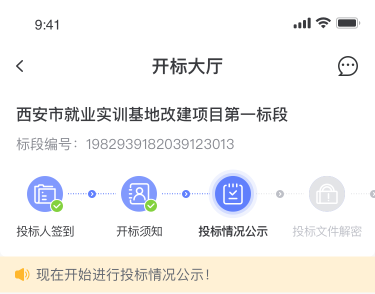 9:41
开标大厅
西安市就业实训基地改建项目第一标段
标段编号：1982939182039123013
投标人签到 开标须知 投标情况公示 投标文件解密
现在开始进行投标情况公示！